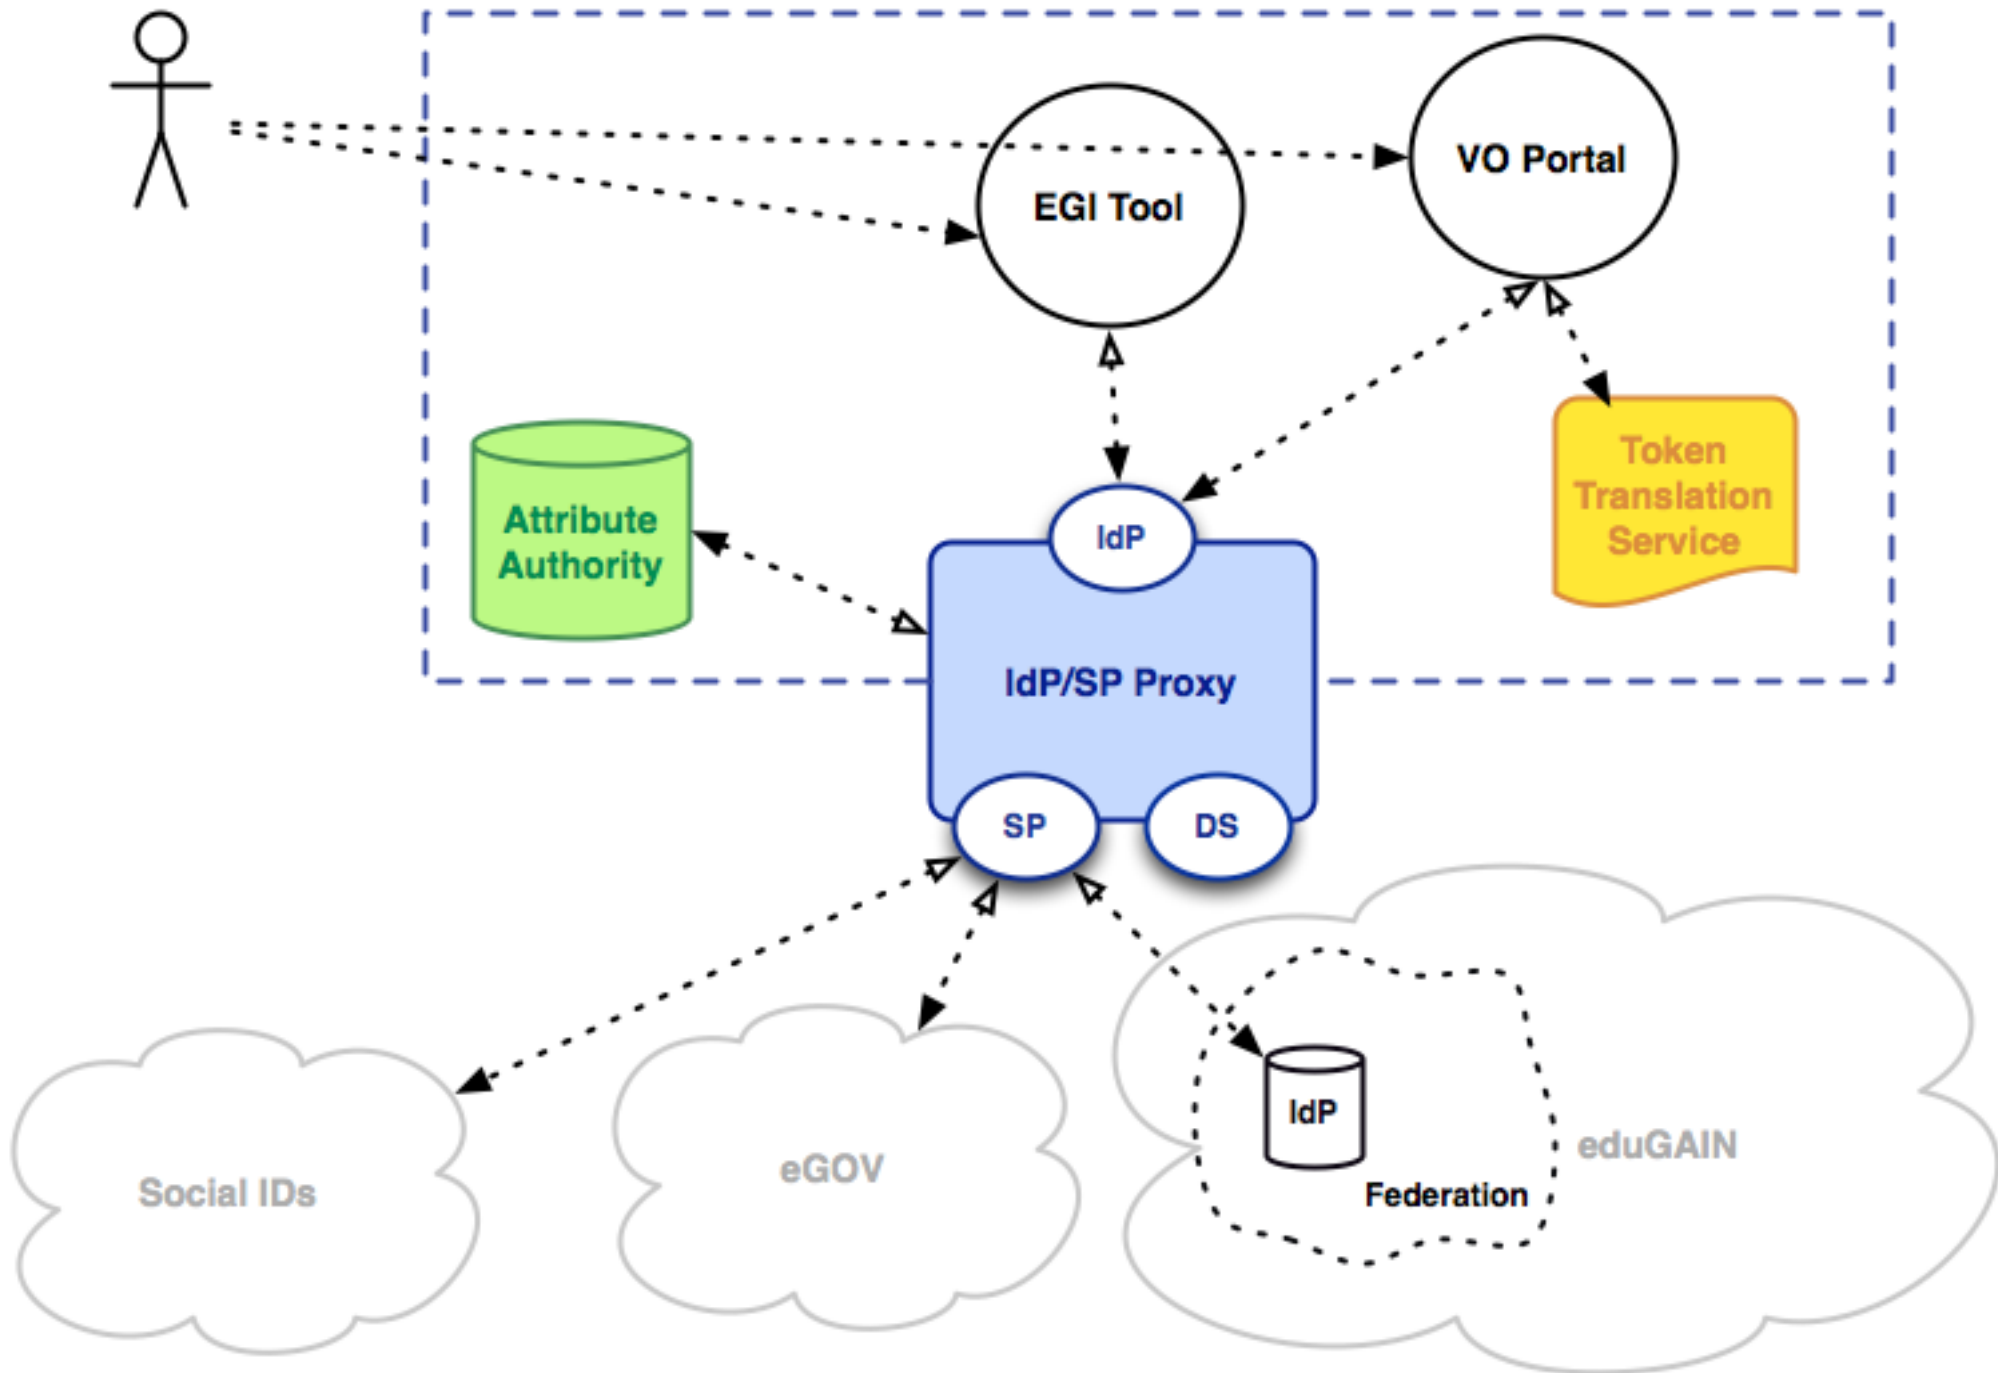 VO Portal
EGI Tool
Token
Translation
Service
Attribute
Authority
IdP
IdP/SP Proxy
SP
DS
IdP
Federation
eduGAIN
eGOV
Social IDs